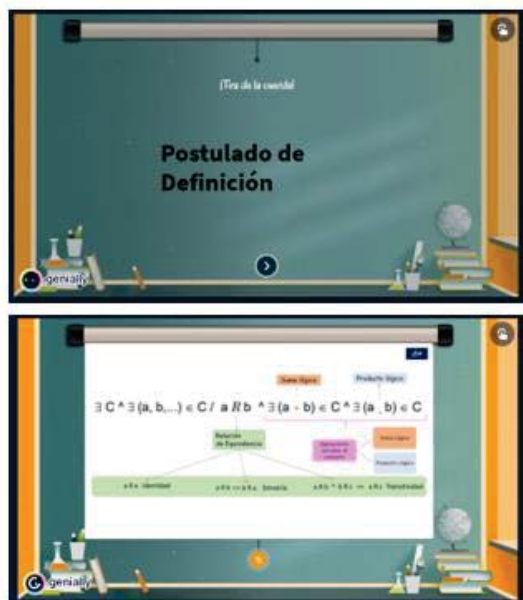 ¡Tira de la cuerda!
Postulado de
Definición
genially
Suma lógica
Producto lógico
∃ C ^ ∃ (a, b,...) ∈ C / a R b ^ ∃ (a + b) ∈ C ^ ∃ (a . b) ∈ C
Relación
de Equivalencia
Suma lógica
Producto lógico
a R a Identidad
a R b => b R a Simetría
a R b ^ b R c => a R c Transitividad
genially